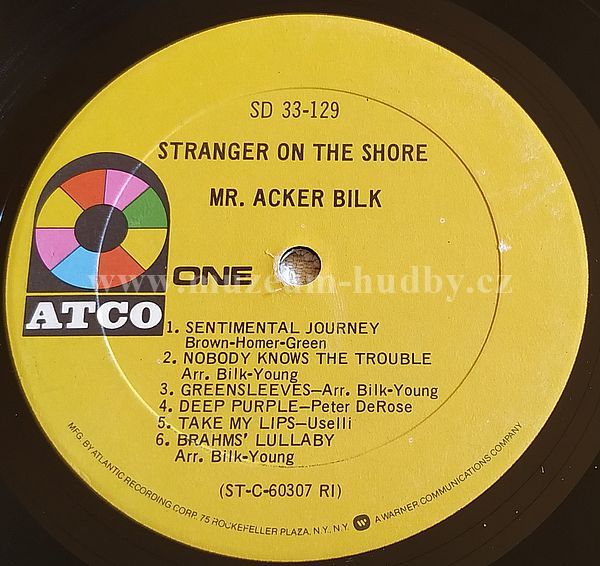 SD 33-129
STRANGER ON THE SHORE
MR. ACKER BILK
ONE
www.muzeum-hudby.cz
ATCO
1. SENTIMENTAL JOURNEY
Brown-Homer-Green
2. NOBODY KNOWS THE TROUBLE
Arr. Bilk-Young
3. GREENSLEEVES—Arr. Bilk-Young
4. DEEP PURPLE—Peter DeRose
5. TAKE MY LIPS—Uselli
6. BRAHMS' LULLABY
Arr. Bilk-Young
(ST-C-60307 RI)
MFG. BY ATLANTIC RECORDING CORP. 75 ROCKEFELLER PLAZA, N.Y., N.Y. W A WARNER COMMUNICATIONS COMPANY